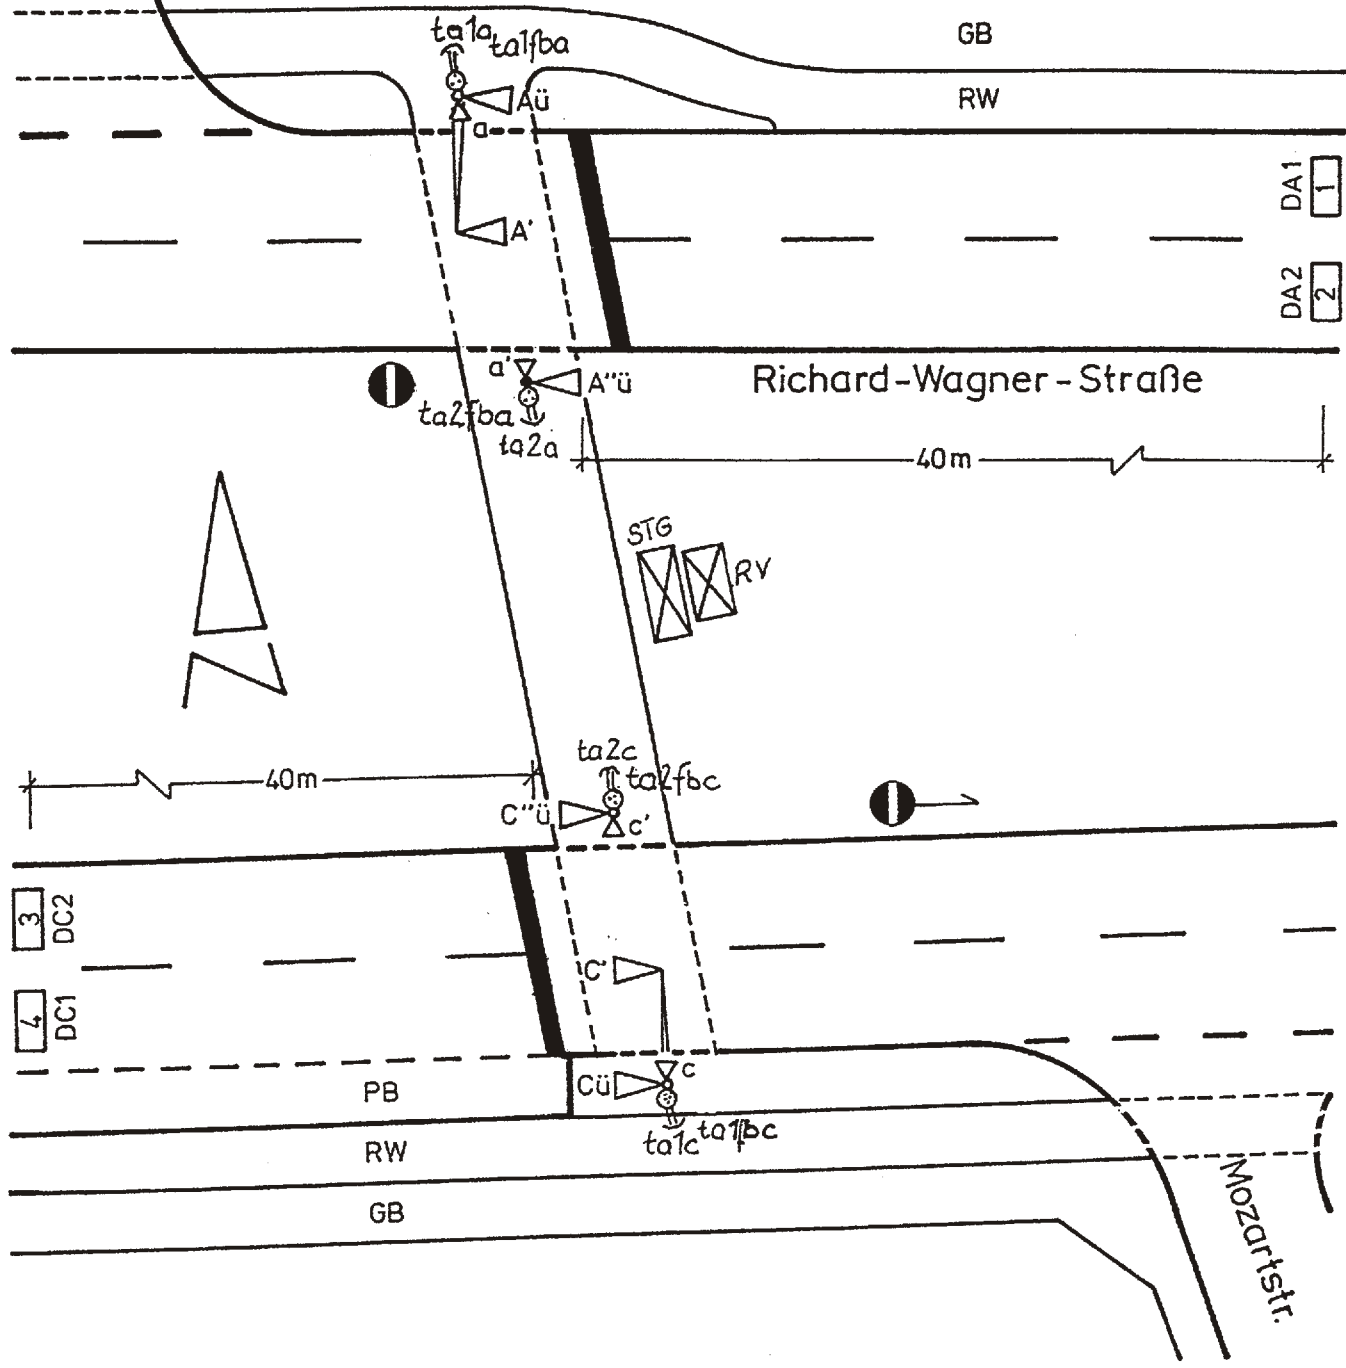 GB
ta1a
ta1fba
RW
Aü
a
DA1
1
A'
DA2
2
a'
A''ü
Richard-Wagner-Straße
ta2fba
ta2a
40m
STG
RV
ta2c
ta2fbc
40m
C''ü
c'
3
DC2
C'
4
DC1
c
Cü
PB
ta1c
ta1fbc
RW
Mozartstr.
GB